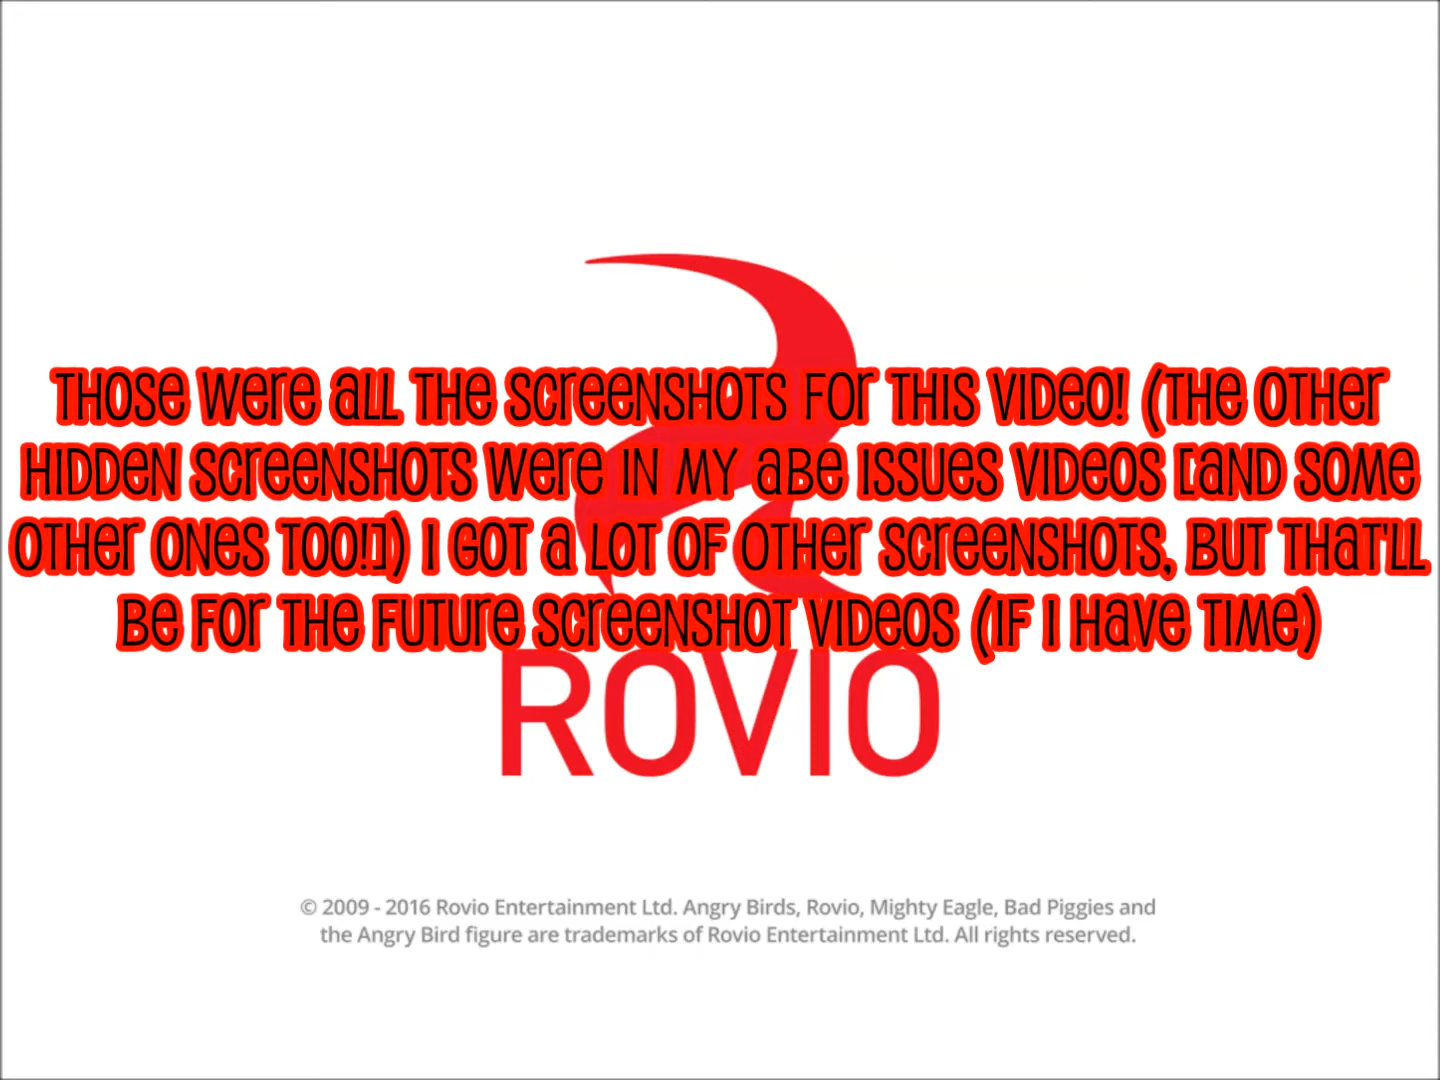 THOSE WERE ALL THE SCREENSHOTS FOR THIS VIDEO! (THE OTHER
HIDDEN SCREENSHOTS WERE IN MY ABE ISSUES VIDEOS [AND SOME
OTHER ONES TOO!]) I GOT A LOT OF OTHER SCREENSHOTS, BUT THAT'LL
BE FOR THE FUTURE SCREENSHOT VIDEOS (IF I HAVE TIME)
ROVIO
© 2009 - 2016 Rovio Entertainment Ltd. Angry Birds, Rovio, Mighty Eagle, Bad Piggies and
the Angry Bird figure are trademarks of Rovio Entertainment Ltd. All rights reserved.